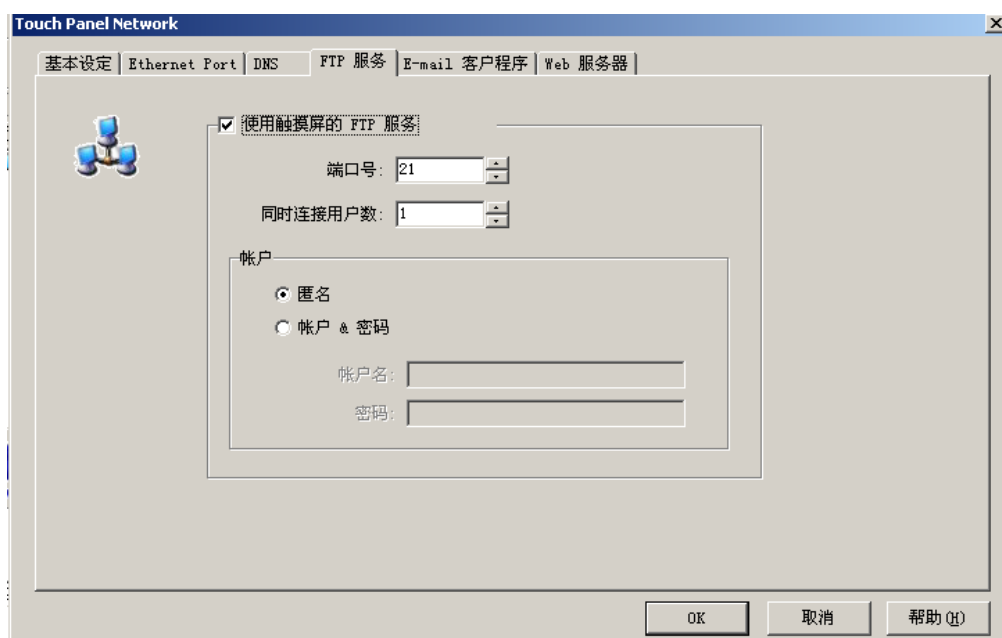 Touch Panel Network
基本设定 Ethernet Port DNS FTP 服务 E-mail 客户程序 Web 服务器
使用触摸屏的 FTP 服务
端口号: 21
同时连接用户数: 1
帐户
匿名
帐户 & 密码
帐户名:
密码:
OK 取消 帮助(H)